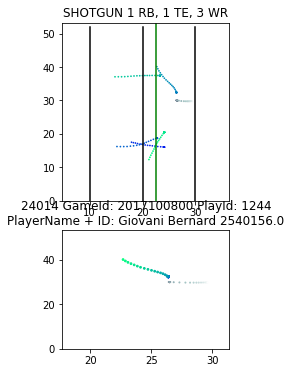 SHOTGUN 1 RB, 1 TE, 3 WR
50
40
30
20
10
0
10 20 30
24014 GameId: 2017100800 PlayId: 1244
PlayerName + ID: Giovani Bernard 2540156.0
40
20
0
20 25 30